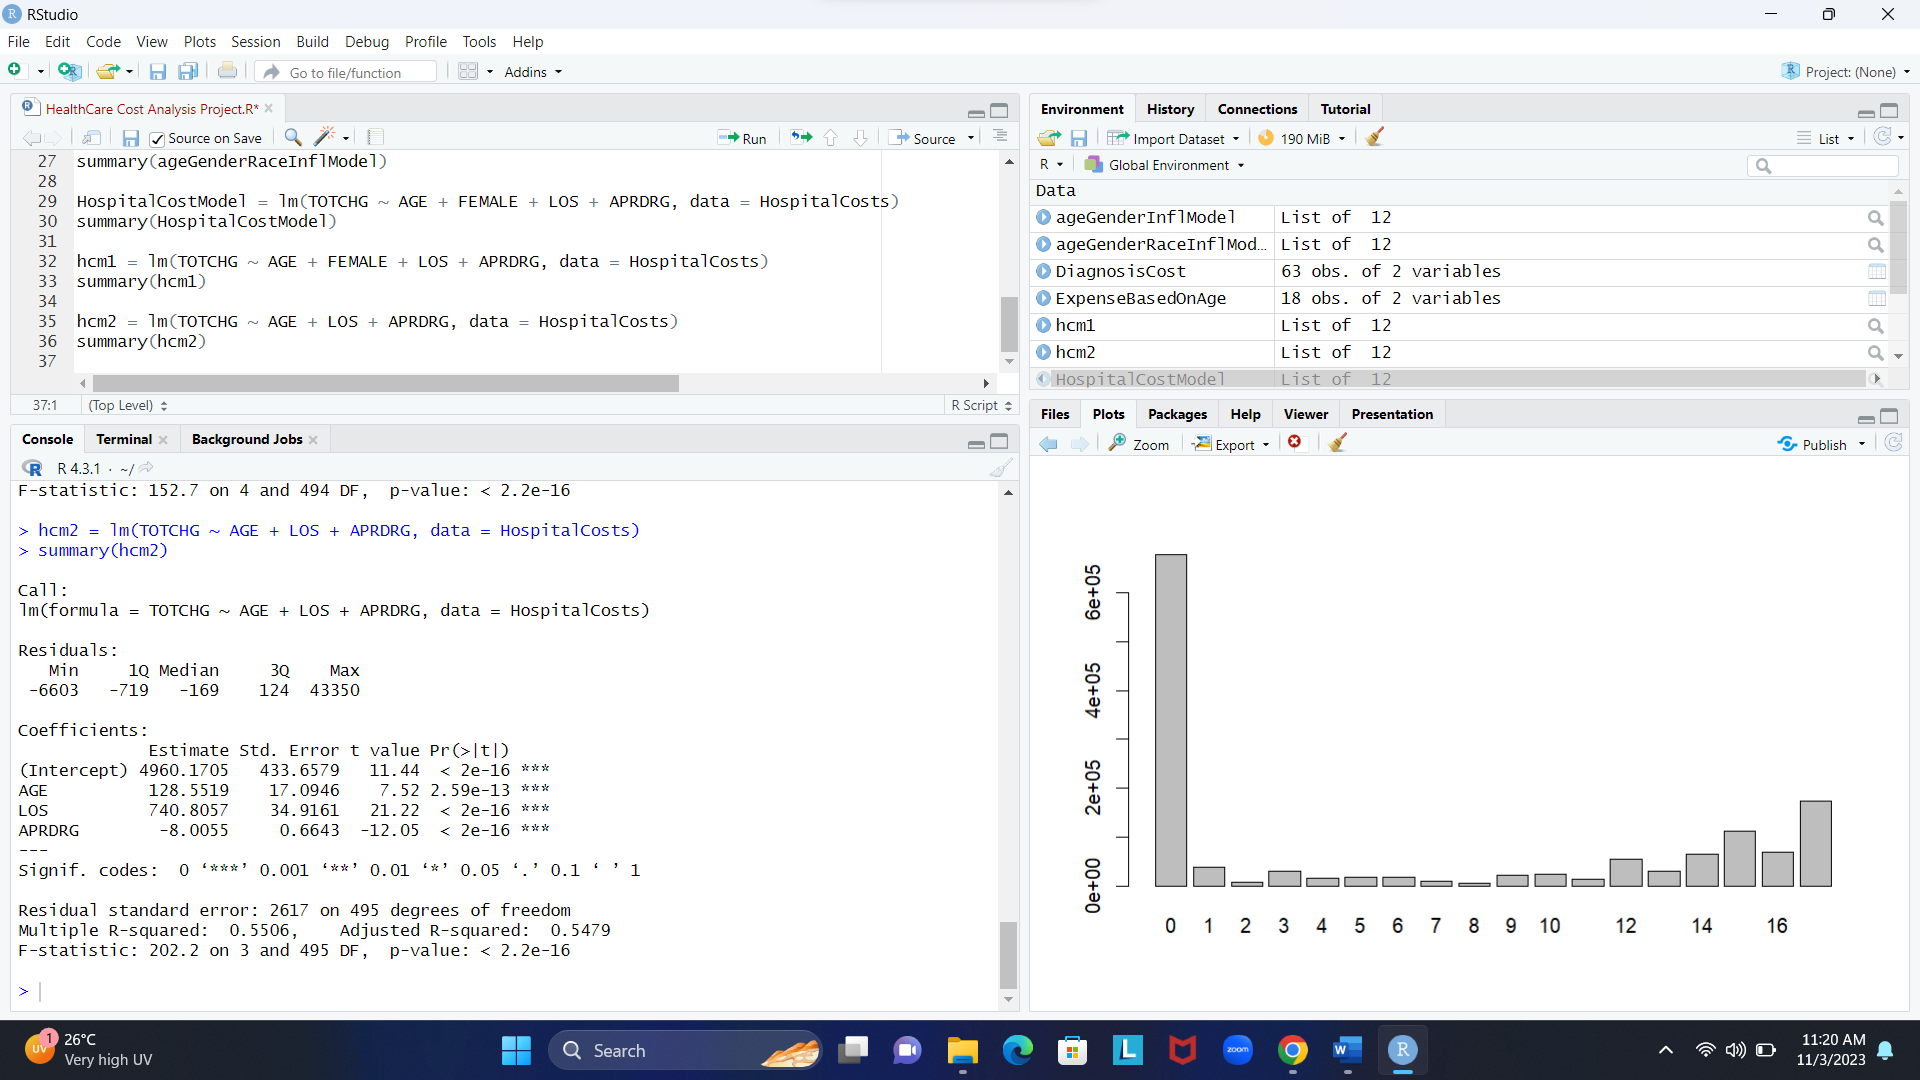 RStudio
File Edit Code View Plots Session Build Debug Profile Tools Help
Go to file/function Addins Project: (None)
HealthCare Cost Analysis Project.R*
Source on Save Run Source
27 summary(ageGenderRaceInflModel)
28
29 HospitalCostModel = lm(TOTCHG ~ AGE + FEMALE + LOS + APRDRG, data = HospitalCosts)
30 summary(HospitalCostModel)
31
32 hcm1 = lm(TOTCHG ~ AGE + FEMALE + LOS + APRDRG, data = HospitalCosts)
33 summary(hcm1)
34
35 hcm2 = lm(TOTCHG ~ AGE + LOS + APRDRG, data = HospitalCosts)
36 summary(hcm2)
37
37:1 (Top Level) R Script
Console Terminal Background Jobs
R 4.3.1 · ~/
F-statistic: 152.7 on 4 and 494 DF, p-value: < 2.2e-16
> hcm2 = lm(TOTCHG ~ AGE + LOS + APRDRG, data = HospitalCosts)
> summary(hcm2)
Call:
lm(formula = TOTCHG ~ AGE + LOS + APRDRG, data = HospitalCosts)
Residuals:
Min 1Q Median 3Q Max
-6603 -719 -169 124 43350
Coefficients:
Estimate Std. Error t value Pr(>|t|)
(Intercept) 4960.1705 433.6579 11.44 < 2e-16 ***
AGE 128.5519 17.0946 7.52 2.59e-13 ***
LOS 740.8057 34.9161 21.22 < 2e-16 ***
APRDRG -8.0055 0.6643 -12.05 < 2e-16 ***
---
Signif. codes: 0 ‘***’ 0.001 ‘**’ 0.01 ‘*’ 0.05 ‘.’ 0.1 ‘ ’ 1
Residual standard error: 2617 on 495 degrees of freedom
Multiple R-squared: 0.5506, Adjusted R-squared: 0.5479
F-statistic: 202.2 on 3 and 495 DF, p-value: < 2.2e-16
>
Environment History Connections Tutorial
Import Dataset 190 MiB List
R Global Environment
Data
ageGenderInflModel List of 12
ageGenderRaceInflMod… List of 12
DiagnosisCost 63 obs. of 2 variables
ExpenseBasedOnAge 18 obs. of 2 variables
hcm1 List of 12
hcm2 List of 12
HospitalCostModel List of 12
Files Plots Packages Help Viewer Presentation
Zoom Export Publish
6e+05
4e+05
2e+05
0e+00
0 1 2 3 4 5 6 7 8 9 10 12 14 16
UV 1 26°C
Very high UV
Search
zoom
11:20 AM
11/3/2023